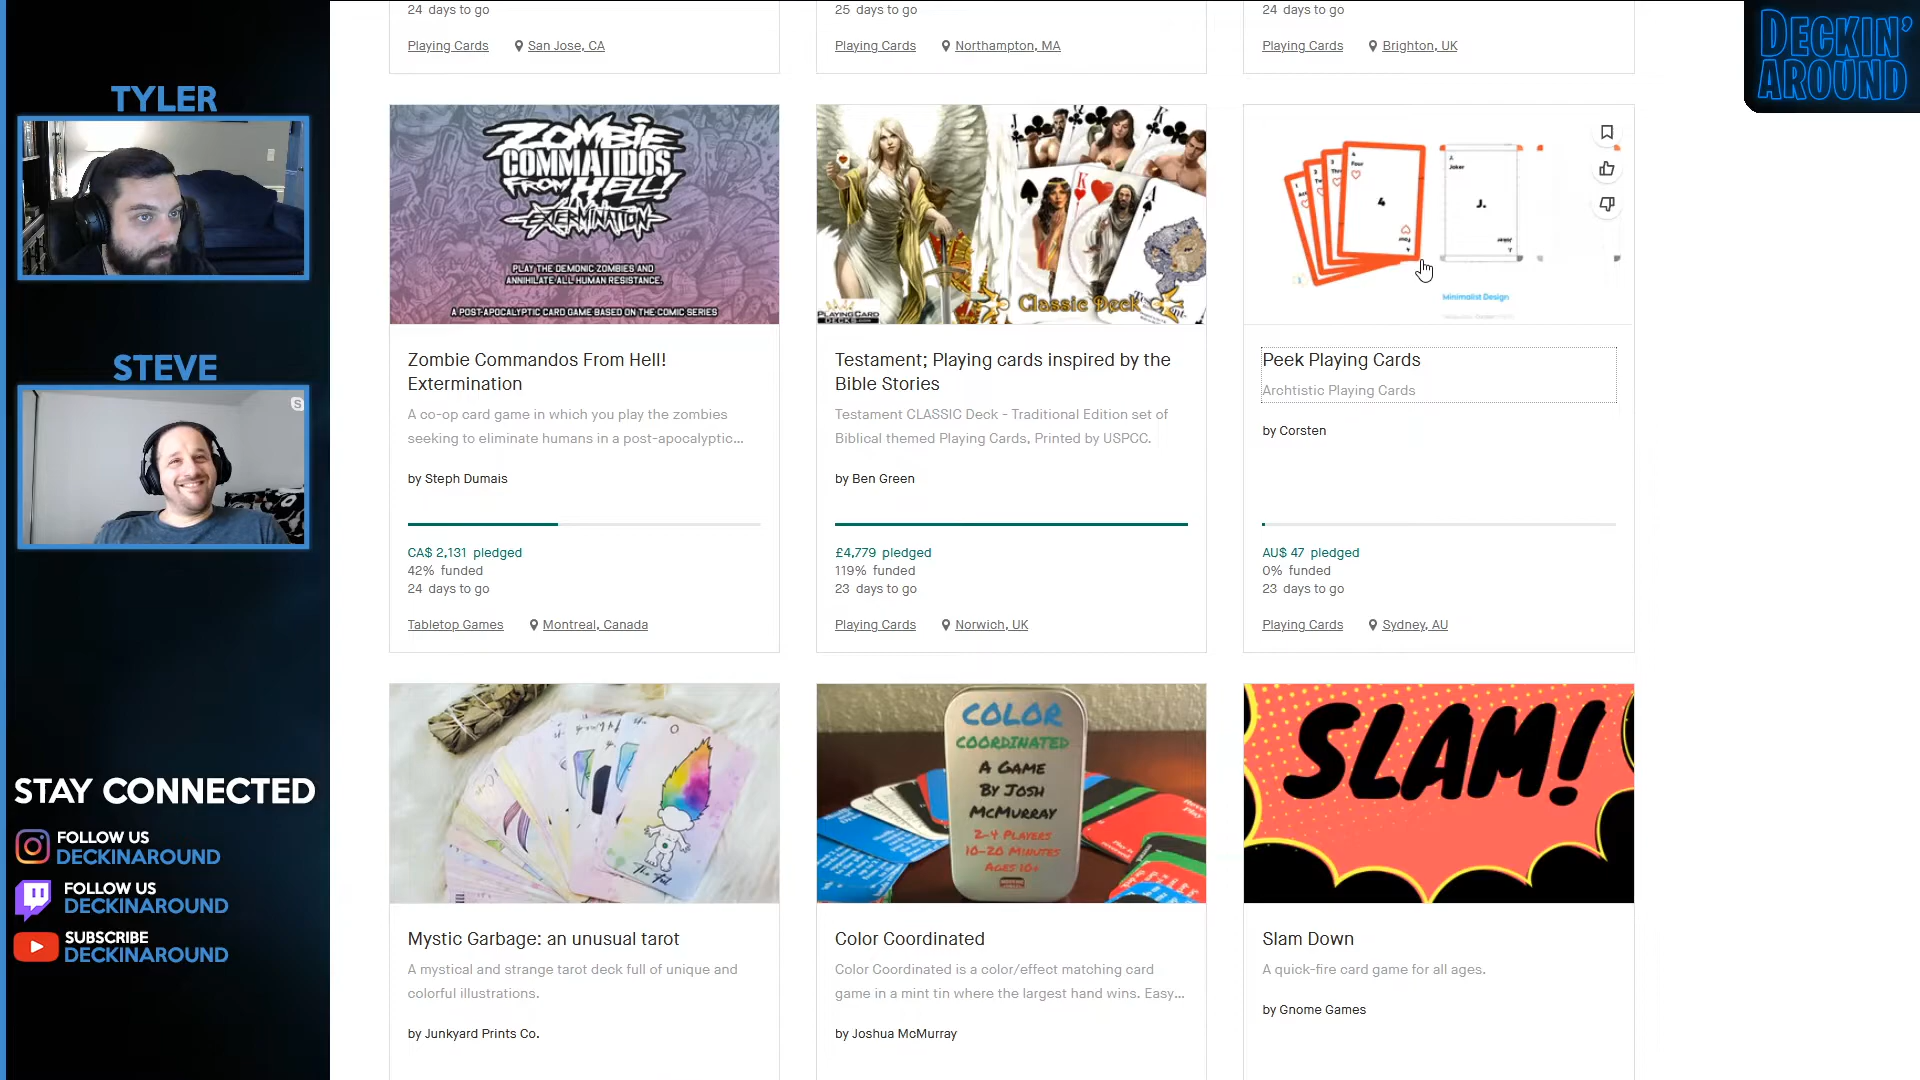 24 days to go
Playing Cards San Jose, CA
25 days to go
Playing Cards Northampton, MA
24 days to go
Playing Cards Brighton, UK
DECKIN'
AROUND
TYLER
STEVE
STAY CONNECTED
FOLLOW US
DECKINAROUND
FOLLOW US
DECKINAROUND
SUBSCRIBE
DECKINAROUND
ZOMBIE
COMMANDOS
FROM HELL!
EXTERMINATION
PLAY THE DEMONIC ZOMBIES AND
ANNIHILATE ALL HUMAN RESISTANCE.
A POST-APOCALYPTIC CARD GAME BASED ON THE COMIC SERIES
Zombie Commandos From Hell!
Extermination
A co-op card game in which you play the zombies
seeking to eliminate humans in a post-apocalyptic...
by Steph Dumais
CA$ 2,131 pledged
42% funded
24 days to go
Tabletop Games Montreal, Canada
J
K
K
A
PLAYING CARD
DECKS
Classic Deck
Testament; Playing cards inspired by the
Bible Stories
Testament CLASSIC Deck - Traditional Edition set of
Biblical themed Playing Cards, Printed by USPCC.
by Ben Green
£4,779 pledged
119% funded
23 days to go
Playing Cards Norwich, UK
4
Four
4
Four
Joker
J.
Joker
Minimalist Design
Peek Playing Cards
Archtistic Playing Cards
by Corsten
AU$ 47 pledged
0% funded
23 days to go
Playing Cards Sydney, AU
0
The Fool
Mystic Garbage: an unusual tarot
A mystical and strange tarot deck full of unique and
colorful illustrations.
by Junkyard Prints Co.
COLOR
COORDINATED
A GAME
BY JOSH
MCMURRAY
2-4 PLAYERS
10-20 MINUTES
AGES 10+
Color Coordinated
Color Coordinated is a color/effect matching card
game in a mint tin where the largest hand wins. Easy...
by Joshua McMurray
SLAM!
Slam Down
A quick-fire card game for all ages.
by Gnome Games